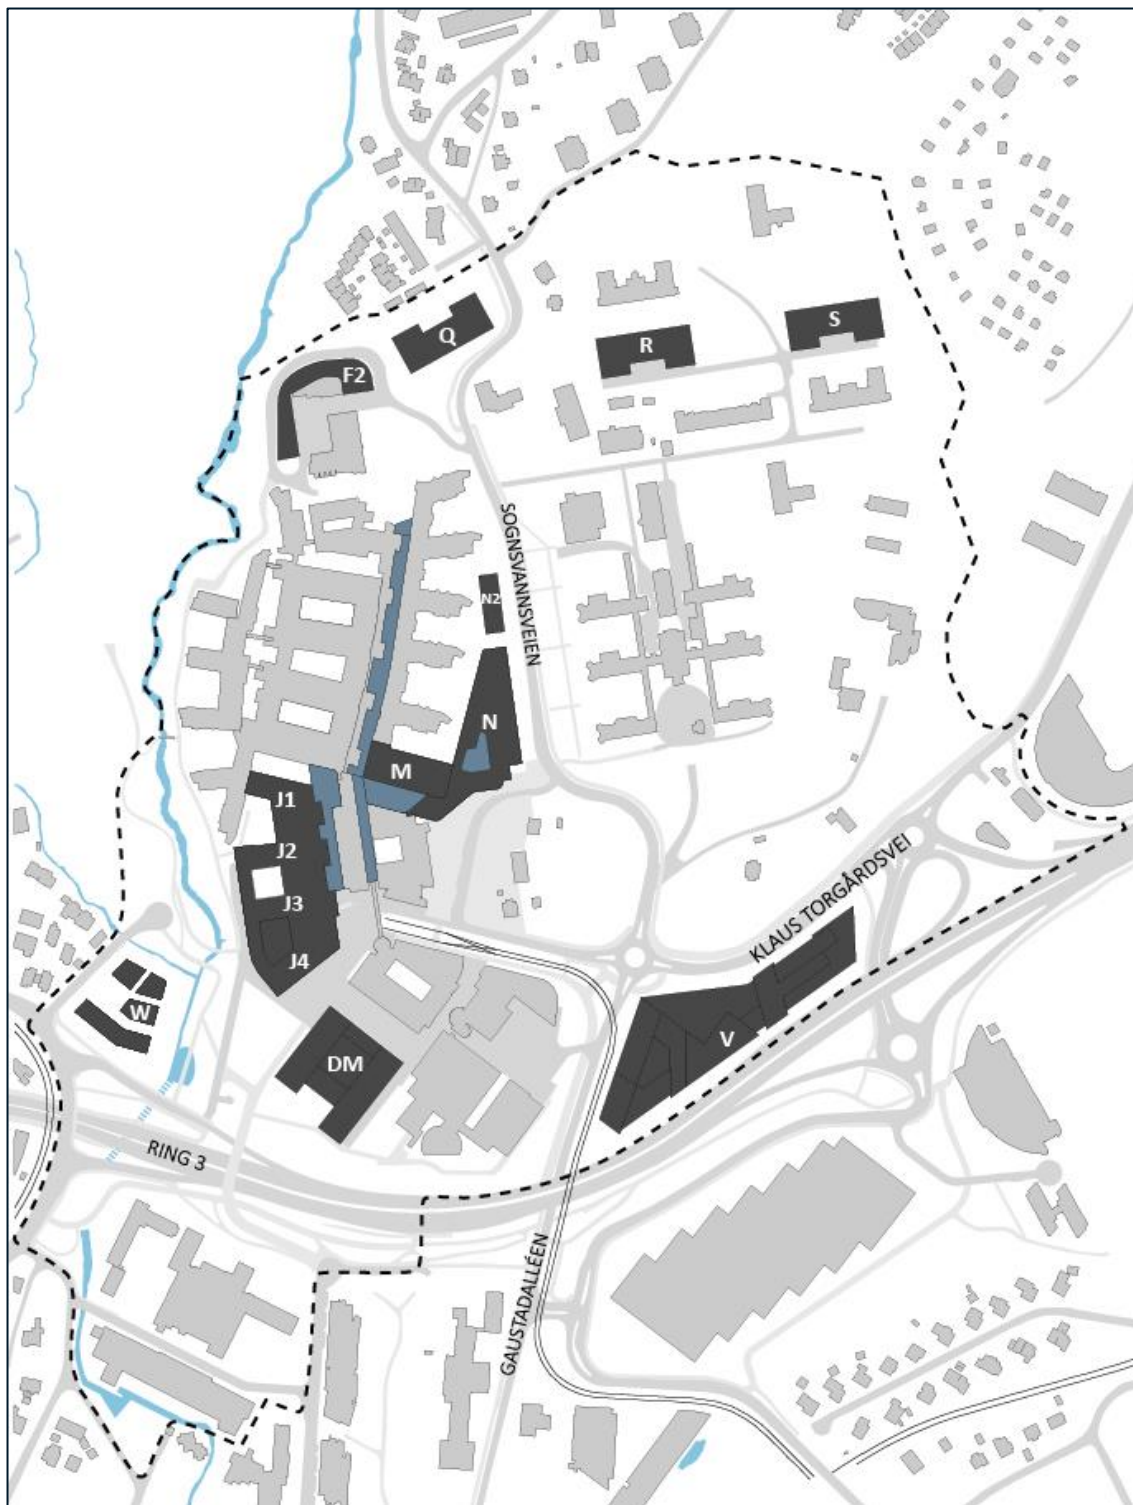 S
Q
R
F2
SOGNSVANNSVEIEN
N2
N
M
J1
J2
J3
J4
KLAUS TORGÅRDSVEI
W
V
DM
RING 3
GAUSTADALLÉEN